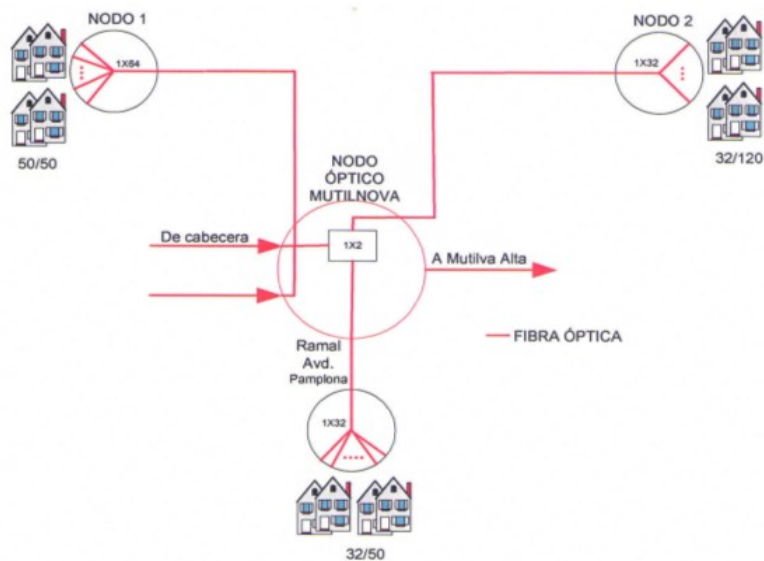 NODO 1
1X64
50/50
NODO 2
1X32
32/120
NODO
ÓPTICO
MUTILNOVA
De cabecera
1X2
A Mutilva Alta
Ramal
Avd.
Pamplona
FIBRA ÓPTICA
1X32
32/50